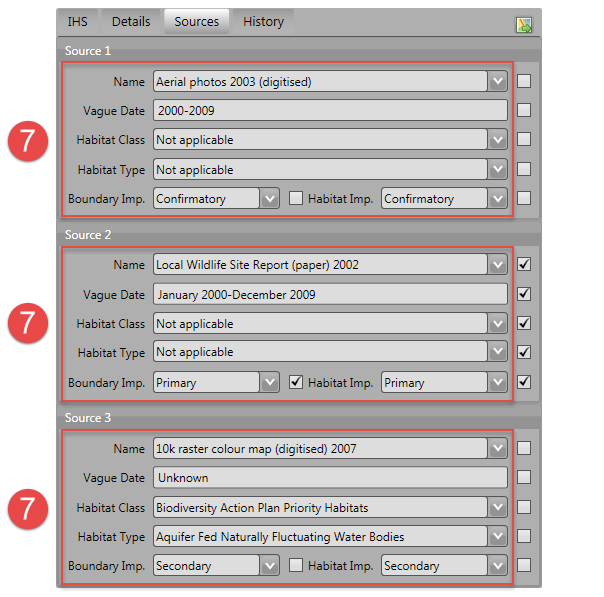 IHS Details Sources History
Source 1
Name Aerial photos 2003 (digitised)
Vague Date 2000-2009
7
Habitat Class Not applicable
Habitat Type Not applicable
Boundary Imp. Confirmatory Habitat Imp. Confirmatory
Source 2
Name Local Wildlife Site Report (paper) 2002
Vague Date January 2000-December 2009
7
Habitat Class Not applicable
Habitat Type Not applicable
Boundary Imp. Primary Habitat Imp. Primary
Source 3
Name 10k raster colour map (digitised) 2007
Vague Date Unknown
7
Habitat Class Biodiversity Action Plan Priority Habitats
Habitat Type Aquifer Fed Naturally Fluctuating Water Bodies
Boundary Imp. Secondary Habitat Imp. Secondary